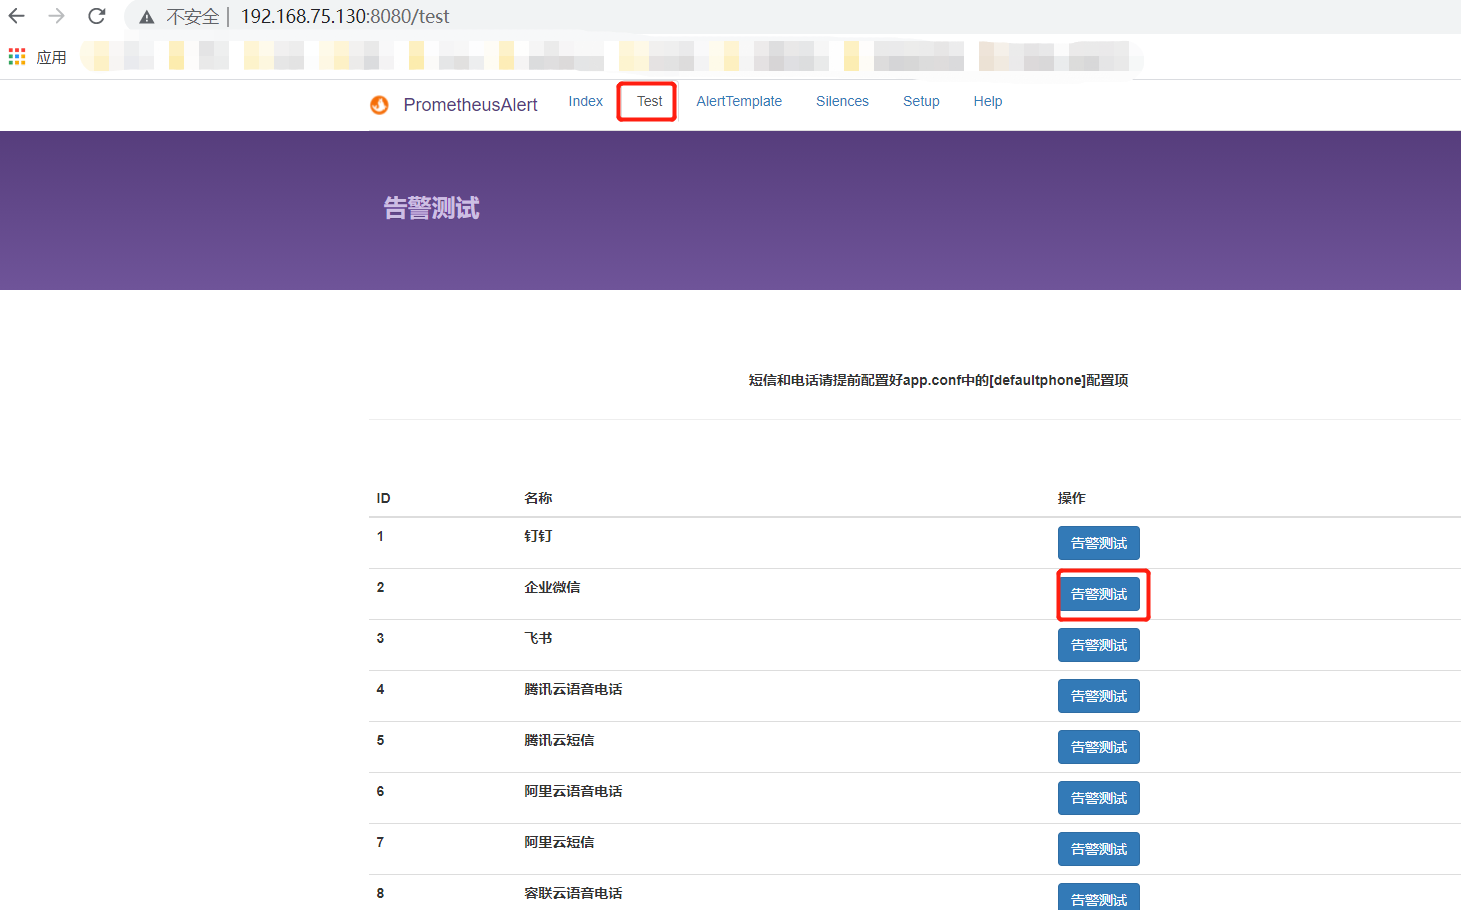 不安全 | 192.168.75.130:8080/test
应用
PrometheusAlert Index Test AlertTemplate Silences Setup Help
告警测试
短信和电话请提前配置好app.conf中的[defaultphone]配置项
ID 名称 操作
1 钉钉 告警测试
2 企业微信 告警测试
3 飞书 告警测试
4 腾讯云语音电话 告警测试
5 腾讯云短信 告警测试
6 阿里云语音电话 告警测试
7 阿里云短信 告警测试
8 容联云语音电话 告警测试